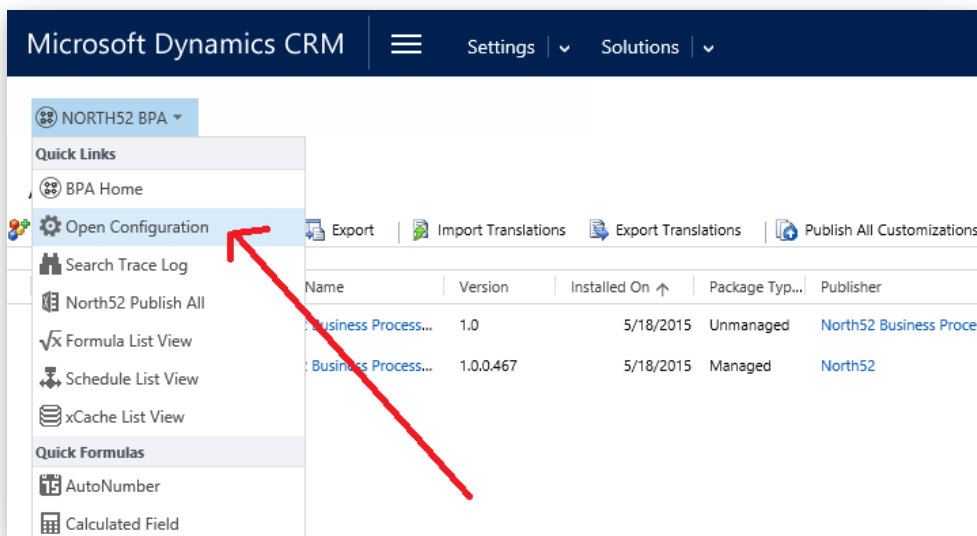 Microsoft Dynamics CRM Settings Solutions
NORTH52 BPA
Quick Links
BPA Home
Open Configuration
Export Import Translations Export Translations Publish All Customizations
Search Trace Log
Name Version Installed On Package Typ... Publisher
North52 Publish All
Business Process... 1.0 5/18/2015 Unmanaged North52 Business Proce
Formula List View
Business Process... 1.0.0.467 5/18/2015 Managed North52
Schedule List View
xCache List View
Quick Formulas
AutoNumber
Calculated Field